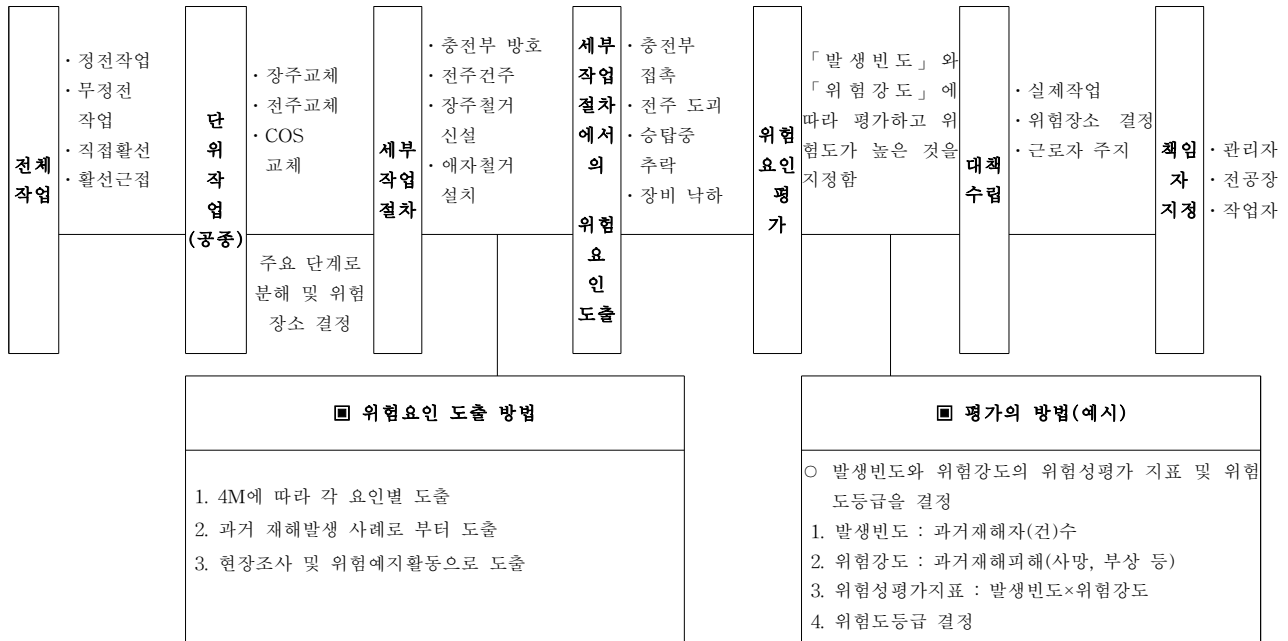 전체
작업
· 정전작업
· 무정전
작업
· 직접활선
· 활선근접
단
위
작
업
(공종)
· 장주교체
· 전주교체
· COS
교체
주요 단계로
분해 및 위험
장소 결정
세부
작업
절차
· 충전부 방호
· 전주건주
· 장주철거
신설
· 애자철거
설치
세부
작업
절차
에서
의
위험
요
인
도출
· 충전부
접촉
· 전주 도괴
· 승탑중
추락
· 장비 낙하
위험
요인
평
가
「발생빈도」와
「위험강도」에
따라 평가하고 위
험도가 높은 것을
지정함
대책
수립
· 실제작업
· 위험장소 결정
· 근로자 주지
책임
자
지정
· 관리자
· 전공장
· 작업자
▣ 위험요인 도출 방법
1. 4M에 따라 각 요인별 도출
2. 과거 재해발생 사례로 부터 도출
3. 현장조사 및 위험예지활동으로 도출
▣ 평가의 방법(예시)
○ 발생빈도와 위험강도의 위험성평가 지표 및 위험
도등급을 결정
1. 발생빈도 : 과거재해자(건)수
2. 위험강도 : 과거재해피해(사망, 부상 등)
3. 위험성평가지표 : 발생빈도×위험강도
4. 위험도등급 결정